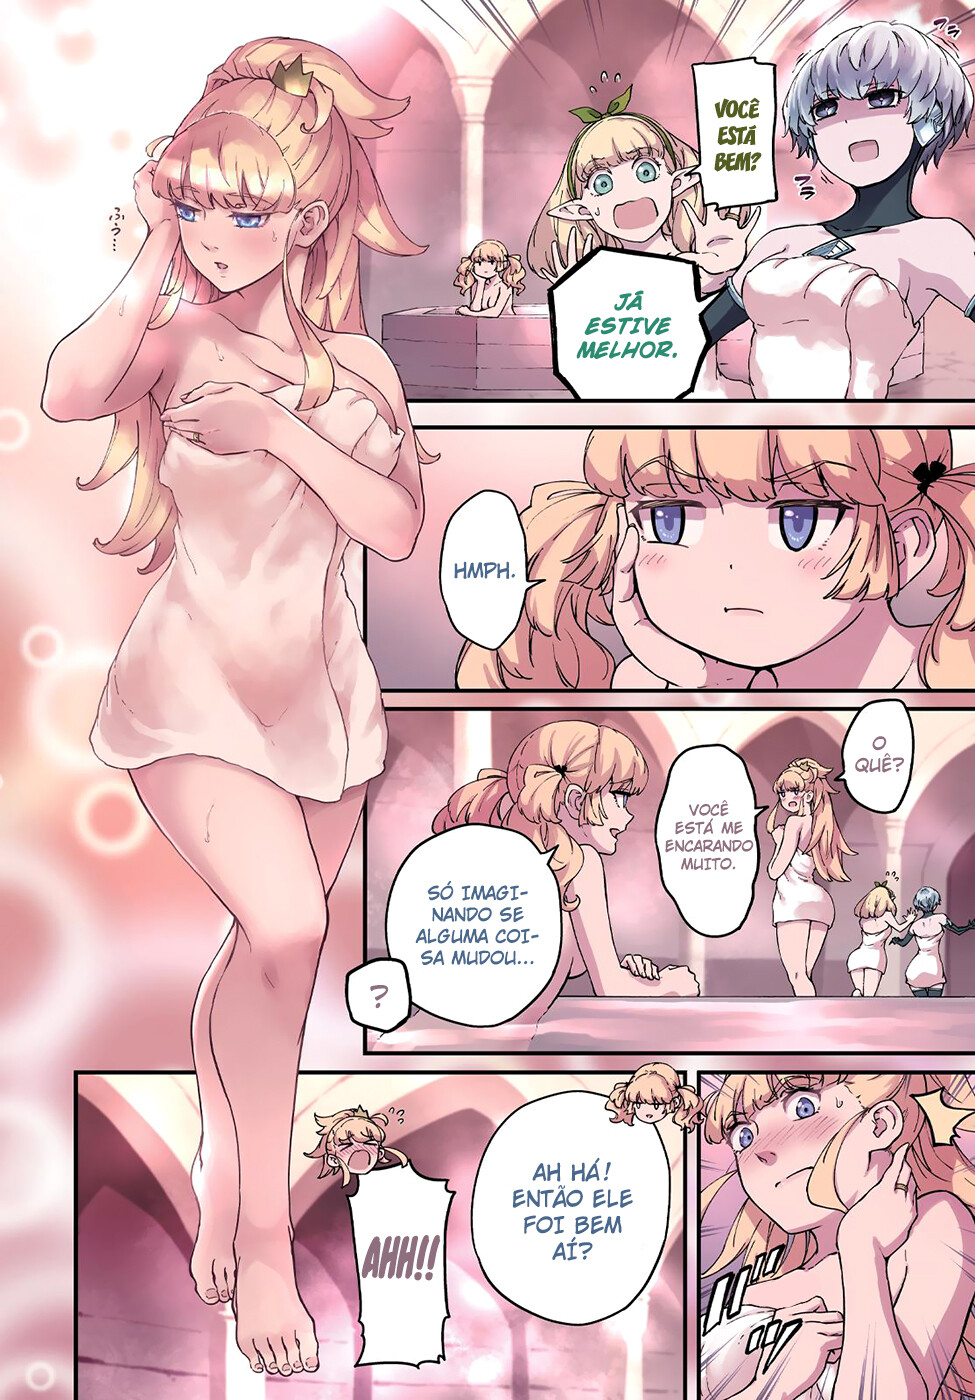 VOCÊ
ESTÁ
BEM?
JÁ
ESTIVE
MELHOR.
ふぅ…
HMPH.
O
QUÊ?
VOCÊ
ESTÁ ME
ENCARANDO
MUITO.
SÓ IMAGI-
NANDO SE
ALGUMA COI-
SA MUDOU...
?
AH HÁ!
ENTÃO ELE
FOI BEM
AÍ?
AHH!!